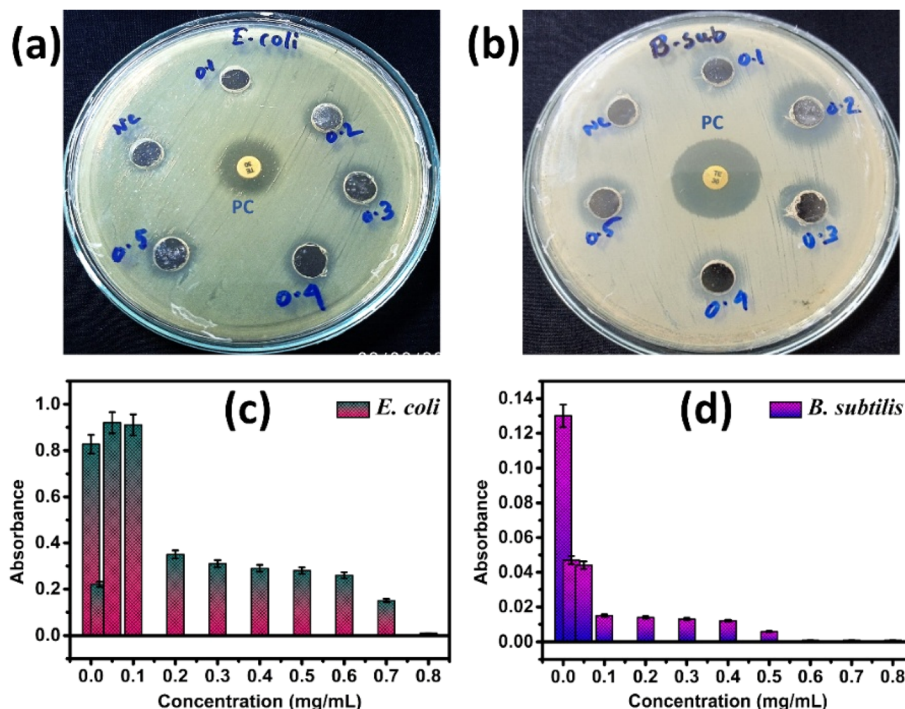 (a)
E-coli
0.1
0.2
NC
PC
0.3
0.5
0.4
(b)
B-sub
0.1
0.2
NC
PC
TE
30
0.5
0.3
0.4
(c)
E. coli
Absorbance
1.0
0.8
0.6
0.4
0.2
0.0
0.0 0.1 0.2 0.3 0.4 0.5 0.6 0.7 0.8
Concentration (mg/mL)
(d)
B. subtilis
Absorbance
0.14
0.12
0.10
0.08
0.06
0.04
0.02
0.00
0.0 0.1 0.2 0.3 0.4 0.5 0.6 0.7 0.8
Concentration (mg/mL)